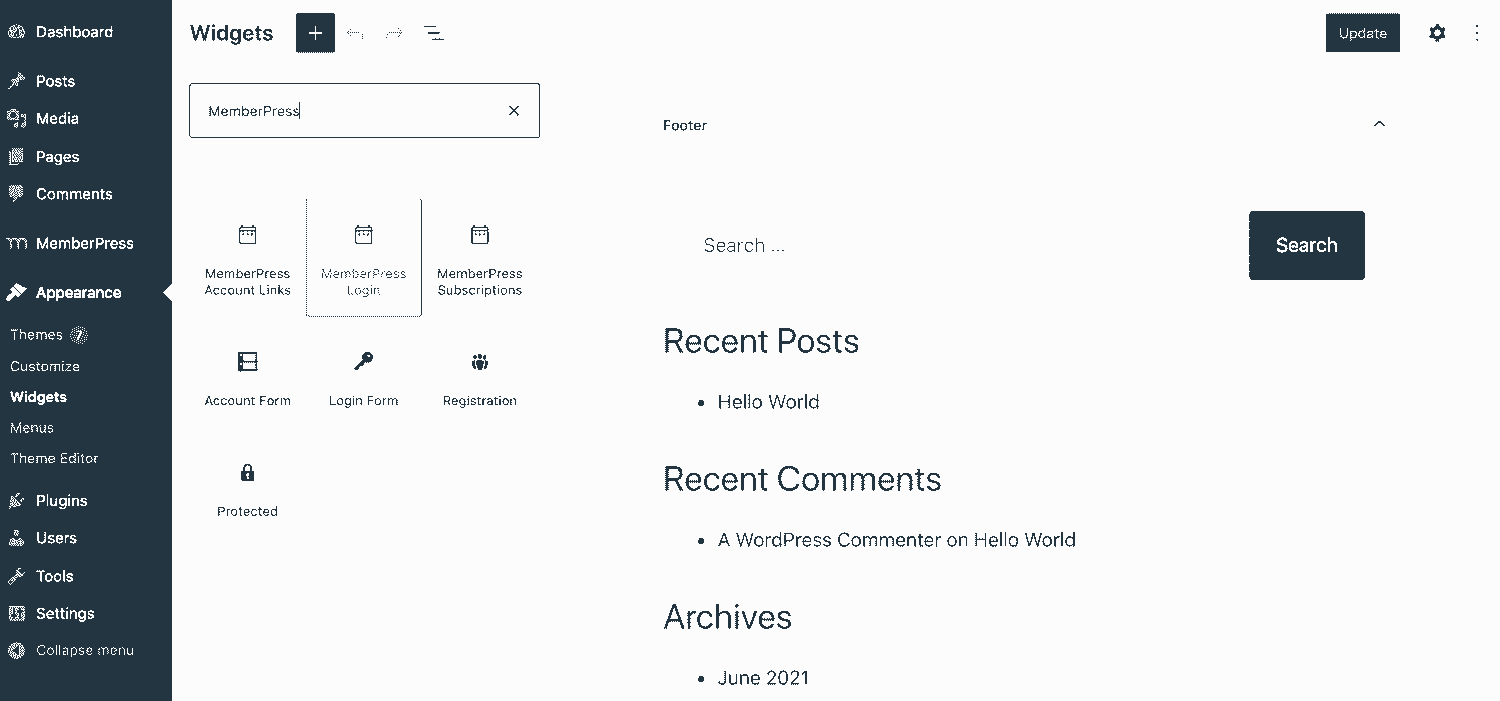 Dashboard
Posts
Media
Pages
Comments
MemberPress
Appearance
Themes 7
Customize
Widgets
Menus
Theme Editor
Plugins
Users
Tools
Settings
Collapse menu
Widgets
Update
MemberPress
MemberPress
Account Links
MemberPress
Login
MemberPress
Subscriptions
Account Form
Login Form
Registration
Protected
Footer
Search ...
Search
Recent Posts
• Hello World
Recent Comments
• A WordPress Commenter on Hello World
Archives
• June 2021